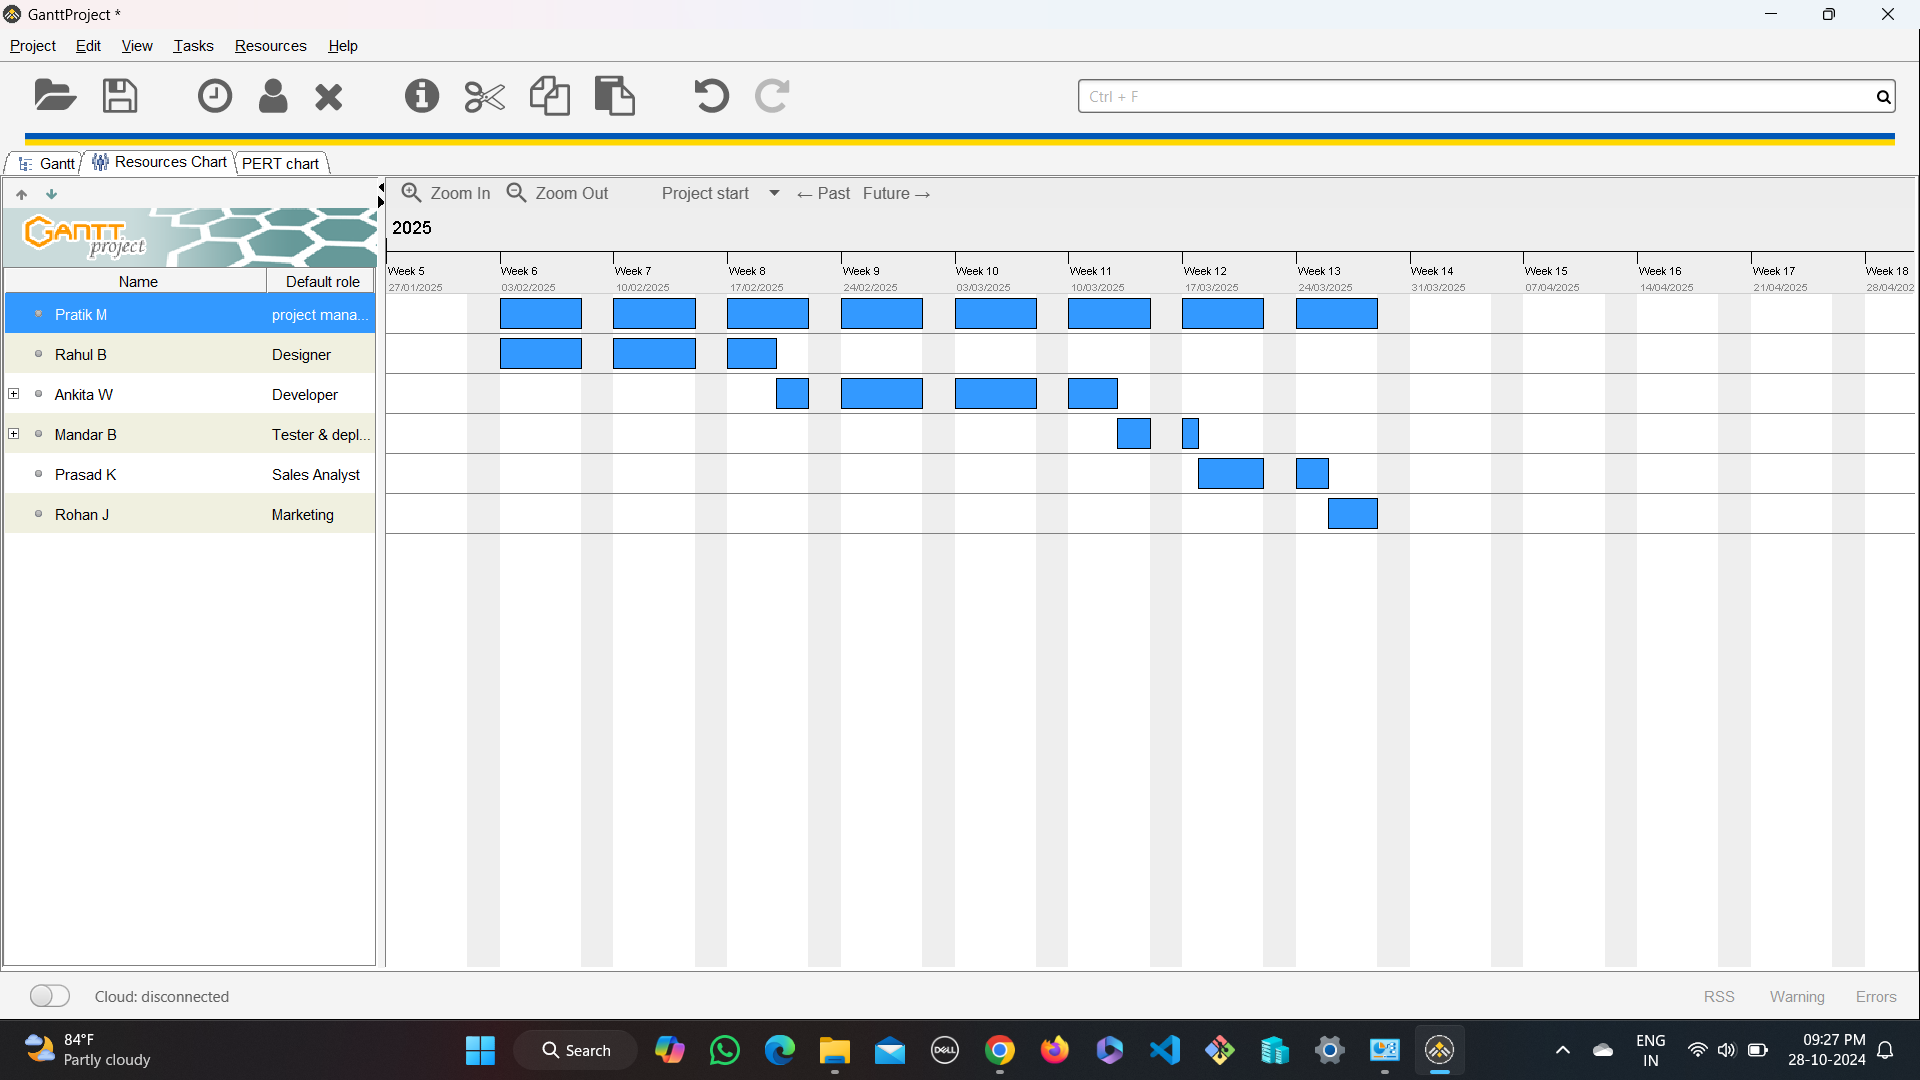 GanttProject *
Project Edit View Tasks Resources Help
Ctrl + F
Gantt Resources Chart PERT chart
Zoom In Zoom Out Project start ← Past Future →
GANTT project
2025
Week 5 Week 6 Week 7 Week 8 Week 9 Week 10 Week 11 Week 12 Week 13 Week 14 Week 15 Week 16 Week 17 Week 18
27/01/2025 03/02/2025 10/02/2025 17/02/2025 24/02/2025 03/03/2025 10/03/2025 17/03/2025 24/03/2025 31/03/2025 07/04/2025 14/04/2025 21/04/2025 28/04/202
Name Default role
Pratik M project mana...
Rahul B Designer
Ankita W Developer
Mandar B Tester & depl...
Prasad K Sales Analyst
Rohan J Marketing
Cloud: disconnected RSS Warning Errors
84°F
Partly cloudy
Search
DELL
ENG
IN
09:27 PM
28-10-2024